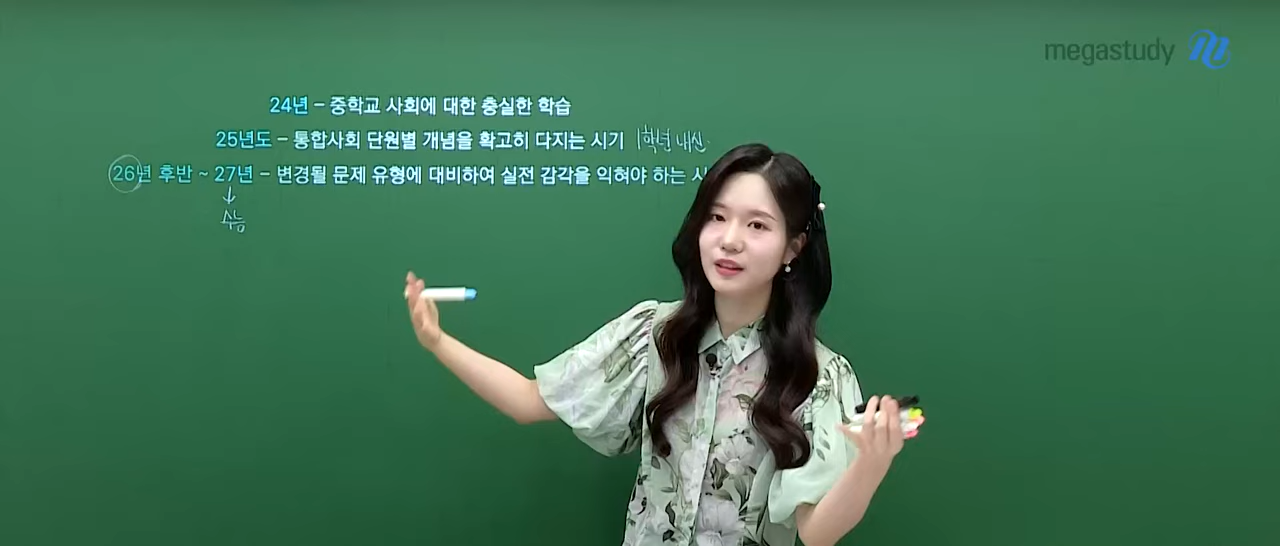 megastudy
24년 – 중학교 사회에 대한 충실한 학습
25년도 – 통합사회 단원별 개념을 확고히 다지는 시기 1학년 내신
26년 후반 ~ 27년 – 변경될 문제 유형에 대비하여 실전 감각을 익혀야 하는
↓
수능